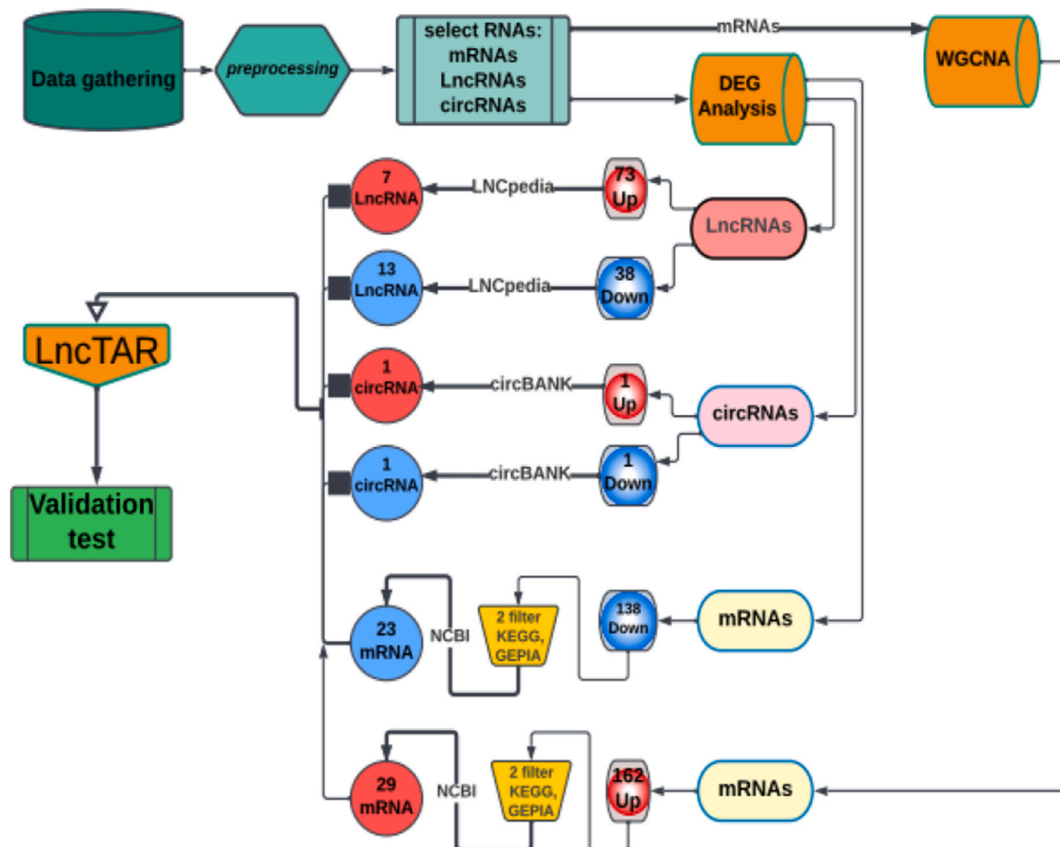 Data gathering
preprocessing
select RNAs:
mRNAs
LncRNAs
circRNAs
mRNAs
WGCNA
DEG
Analysis
7
LncRNA
LNCpedia
73
Up
LncRNAs
13
LncRNA
LNCpedia
38
Down
LncTAR
1
circRNA
circBANK
1
Up
circRNAs
1
circRNA
circBANK
1
Down
Validation
test
23
mRNA
NCBI
2 filter
KEGG,
GEPIA
138
Down
mRNAs
29
mRNA
NCBI
2 filter
KEGG,
GEPIA
162
Up
mRNAs